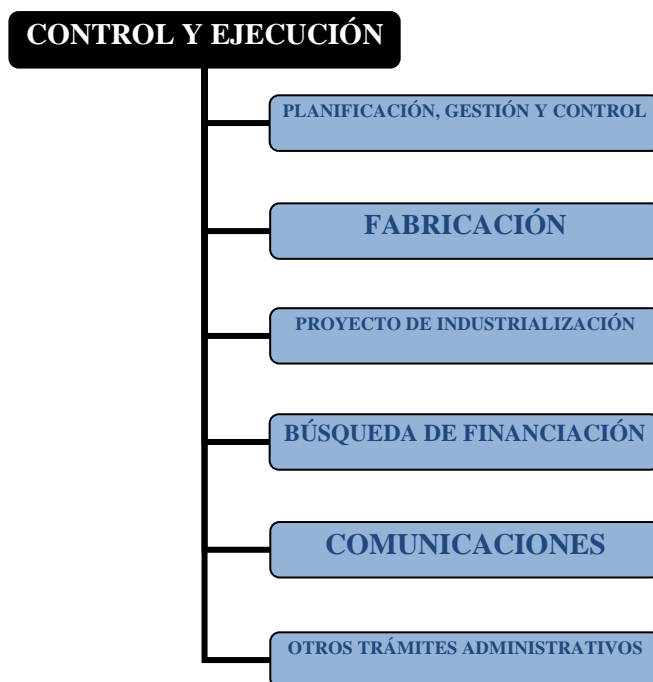 CONTROL Y EJECUCIÓN
PLANIFICACIÓN, GESTIÓN Y CONTROL
FABRICACIÓN
PROYECTO DE INDUSTRIALIZACIÓN
BÚSQUEDA DE FINANCIACIÓN
COMUNICACIONES
OTROS TRÁMITES ADMINISTRATIVOS